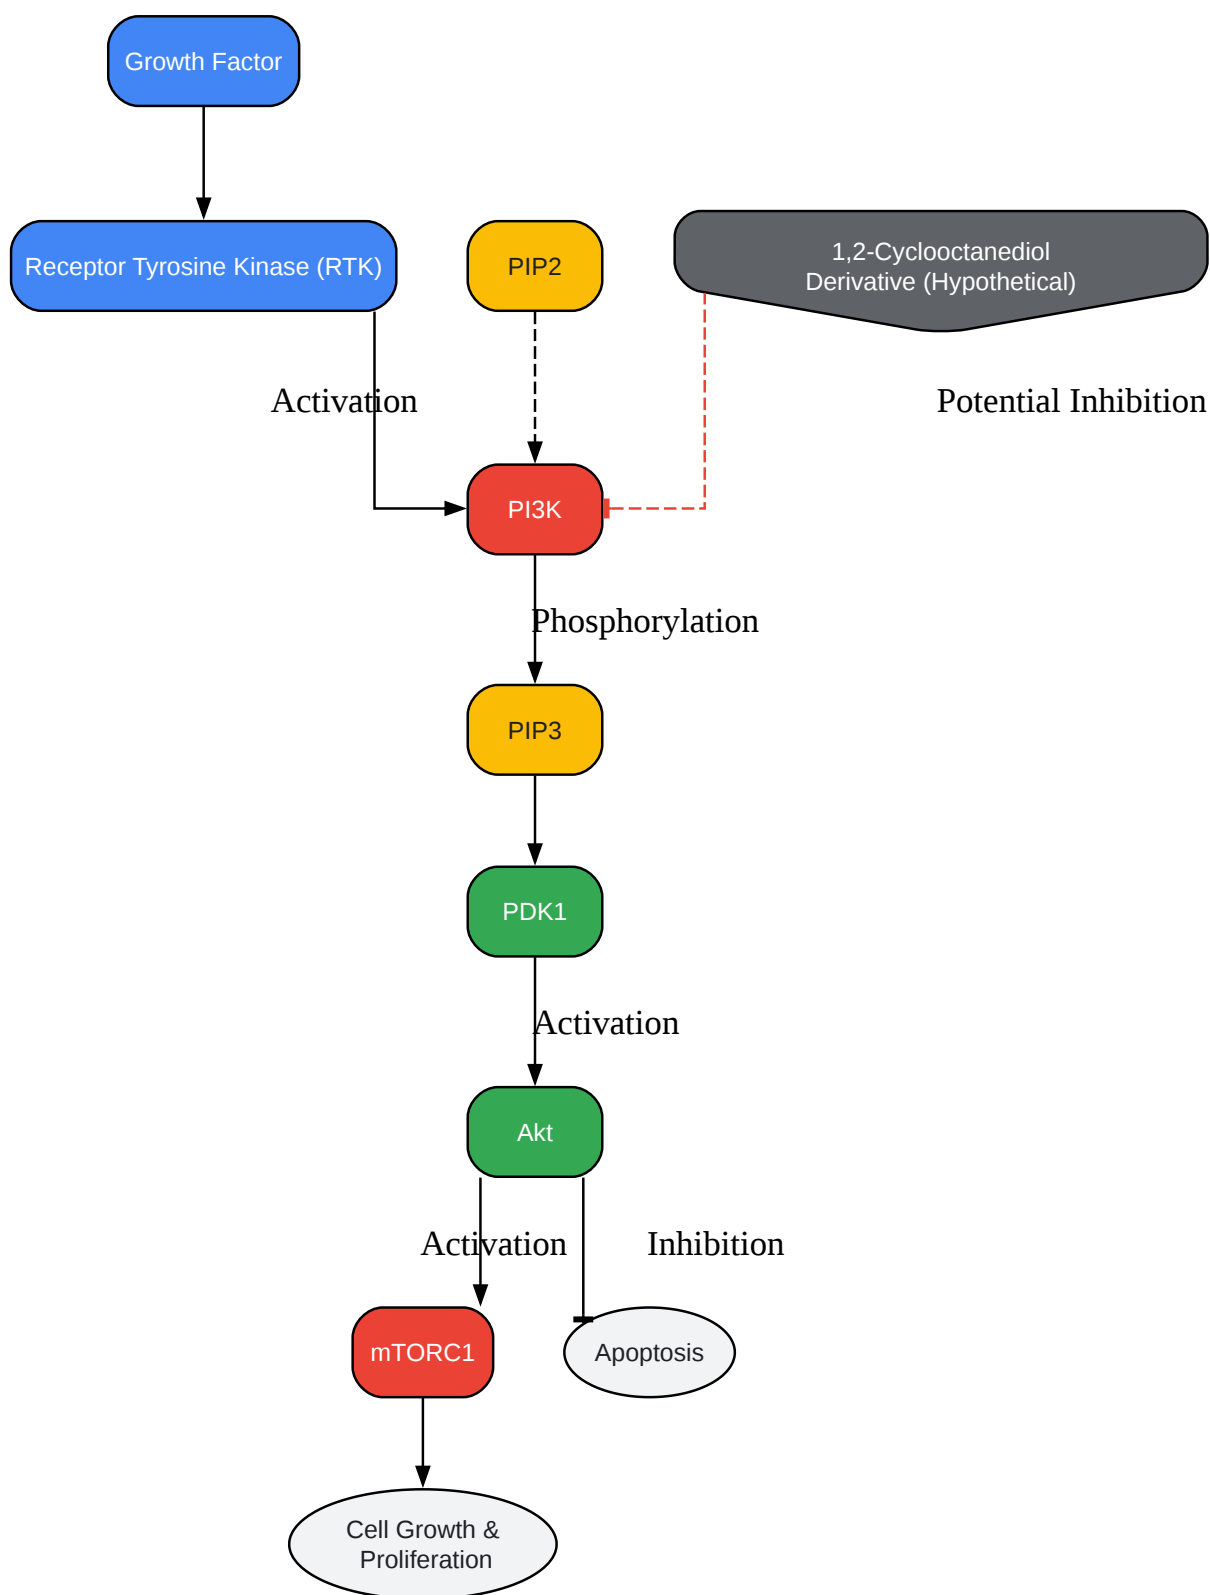 Growth Factor
Receptor Tyrosine Kinase (RTK)
PIP2
1,2-Cyclooctanediol
Derivative (Hypothetical)
Activation
Potential Inhibition
PI3K
Phosphorylation
PIP3
PDK1
Activation
Akt
Activation
Inhibition
mTORC1
Apoptosis
Cell Growth &
Proliferation